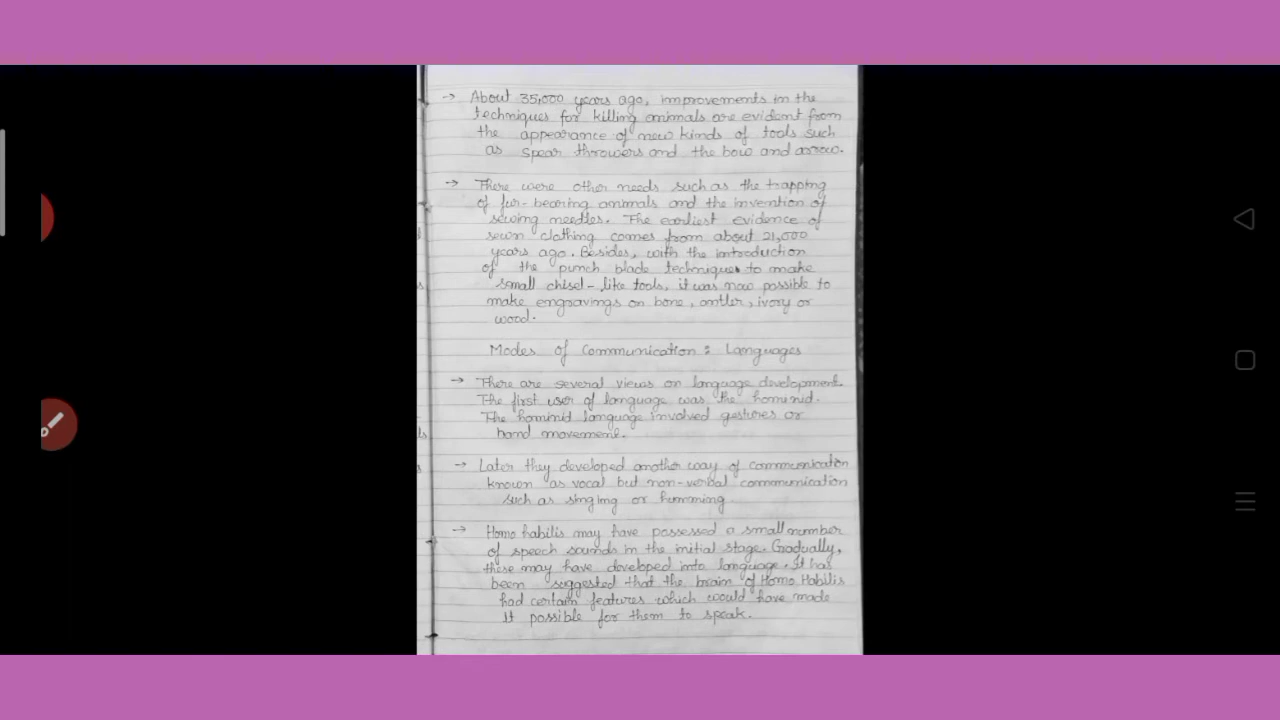 → About 35,000 years ago, improvements in the
techniques for killing animals are evident from
the appearance of new kinds of tools such
as spear throwers and the bow and arrow.
→ There were other needs such as the trapping
of fur-bearing animals and the invention of
sewing needles. The earliest evidence of
sewn clothing comes from about 21,000
years ago. Besides, with the introduction
of the punch blade technique to make
small chisel-like tools, it was now possible to
make engravings on bone, antler, ivory or
wood.
Modes of Communication: Languages
→ There are several views on language development.
The first user of language was the hominid.
The hominid language involved gestures or
hand movement.
→ Later they developed another way of communication
known as vocal but non-verbal communication
such as singing or humming
→ Homo habilis may have possessed a small number
of speech sounds in the initial stage. Gradually,
these may have developed into language. It has
been suggested that the brain of Homo Habilis
had certain features which would have made
it possible for them to speak.